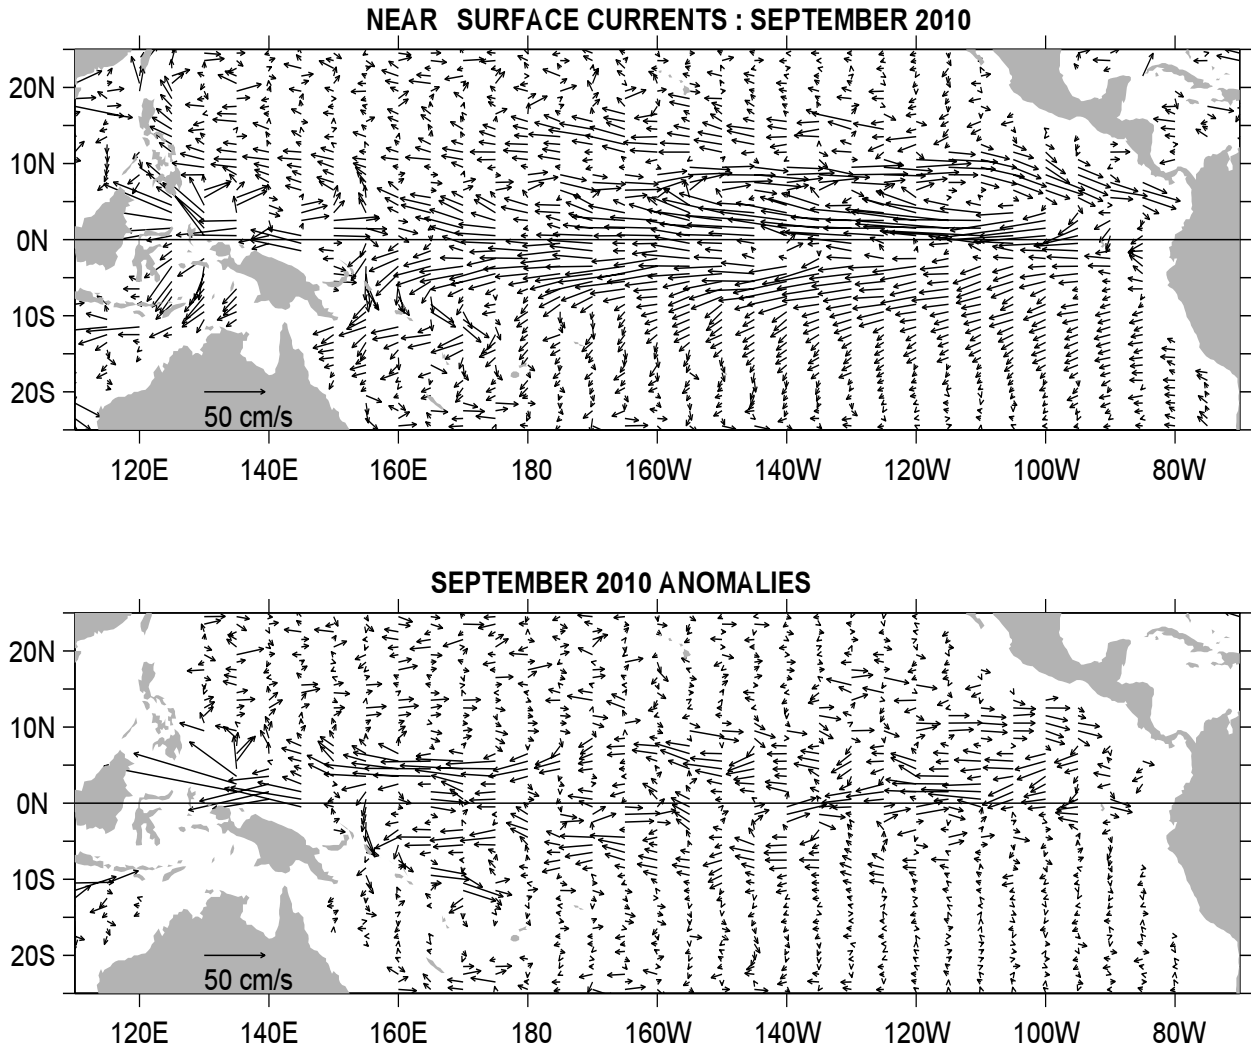 NEAR SURFACE CURRENTS : SEPTEMBER 2010
20N
10N
0N
10S
20S
50 cm/s
120E 140E 160E 180 160W 140W 120W 100W 80W
SEPTEMBER 2010 ANOMALIES
20N
10N
0N
10S
20S
50 cm/s
120E 140E 160E 180 160W 140W 120W 100W 80W